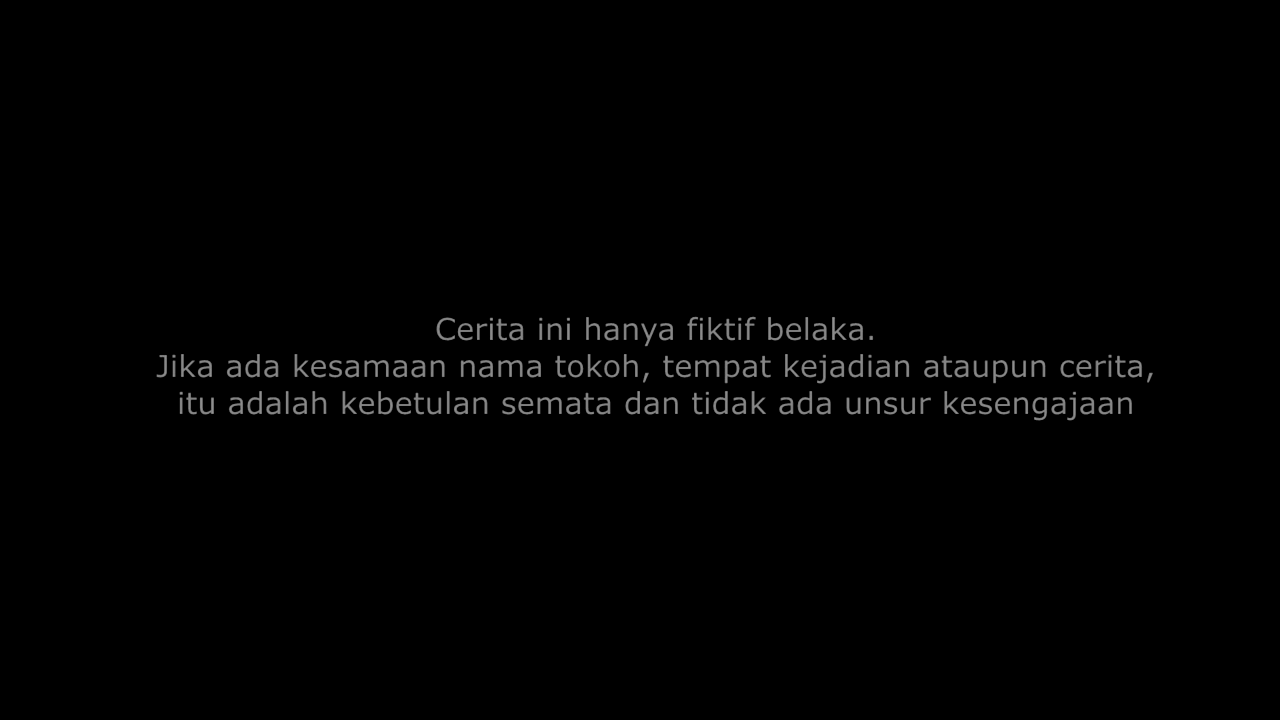 Cerita ini hanya fiktif belaka.
Jika ada kesamaan nama tokoh, tempat kejadian ataupun cerita,
itu adalah kebetulan semata dan tidak ada unsur kesengajaan